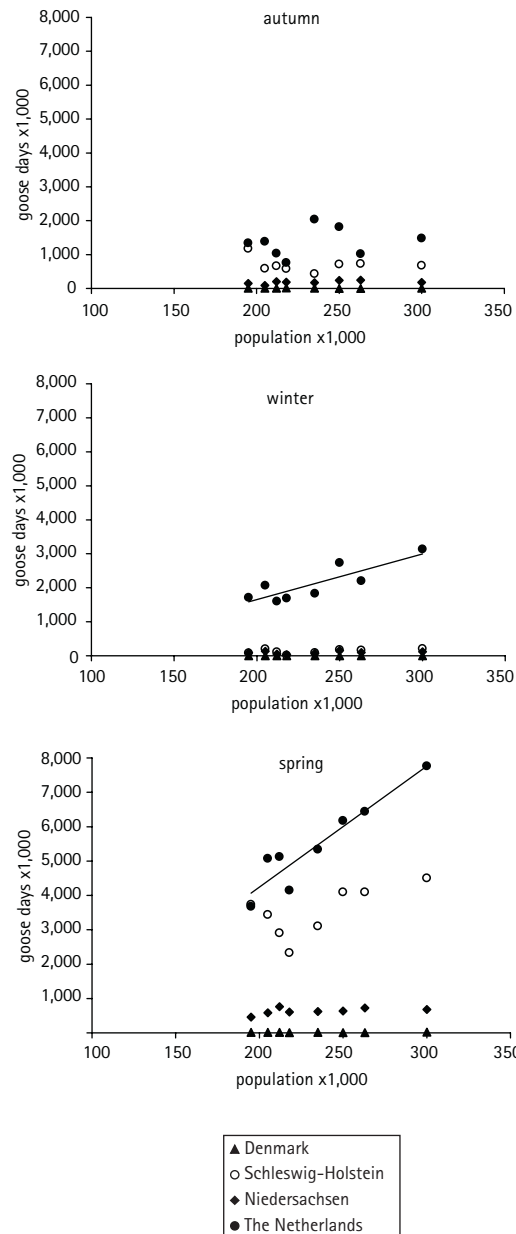 autumn
8,000
7,000
6,000
5,000
4,000
3,000
2,000
1,000
0
goose days x1,000
100 150 200 250 300 350
population x1,000
winter
8,000
7,000
6,000
5,000
4,000
3,000
2,000
1,000
0
goose days x1,000
100 150 200 250 300 350
population x1,000
spring
8,000
7,000
6,000
5,000
4,000
3,000
2,000
1,000
goose days x1,000
100 150 200 250 300 350
population x1,000
Denmark
Schleswig-Holstein
Niedersachsen
The Netherlands